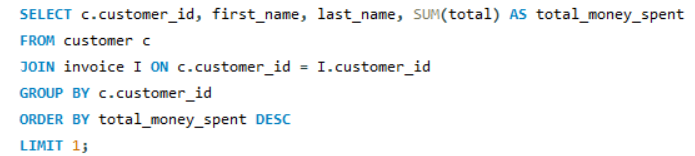 SELECT c.customer_id, first_name, last_name, SUM(total) AS total_money_spent
FROM customer c
JOIN invoice I ON c.customer_id = I.customer_id
GROUP BY c.customer_id
ORDER BY total_money_spent DESC
LIMIT 1;